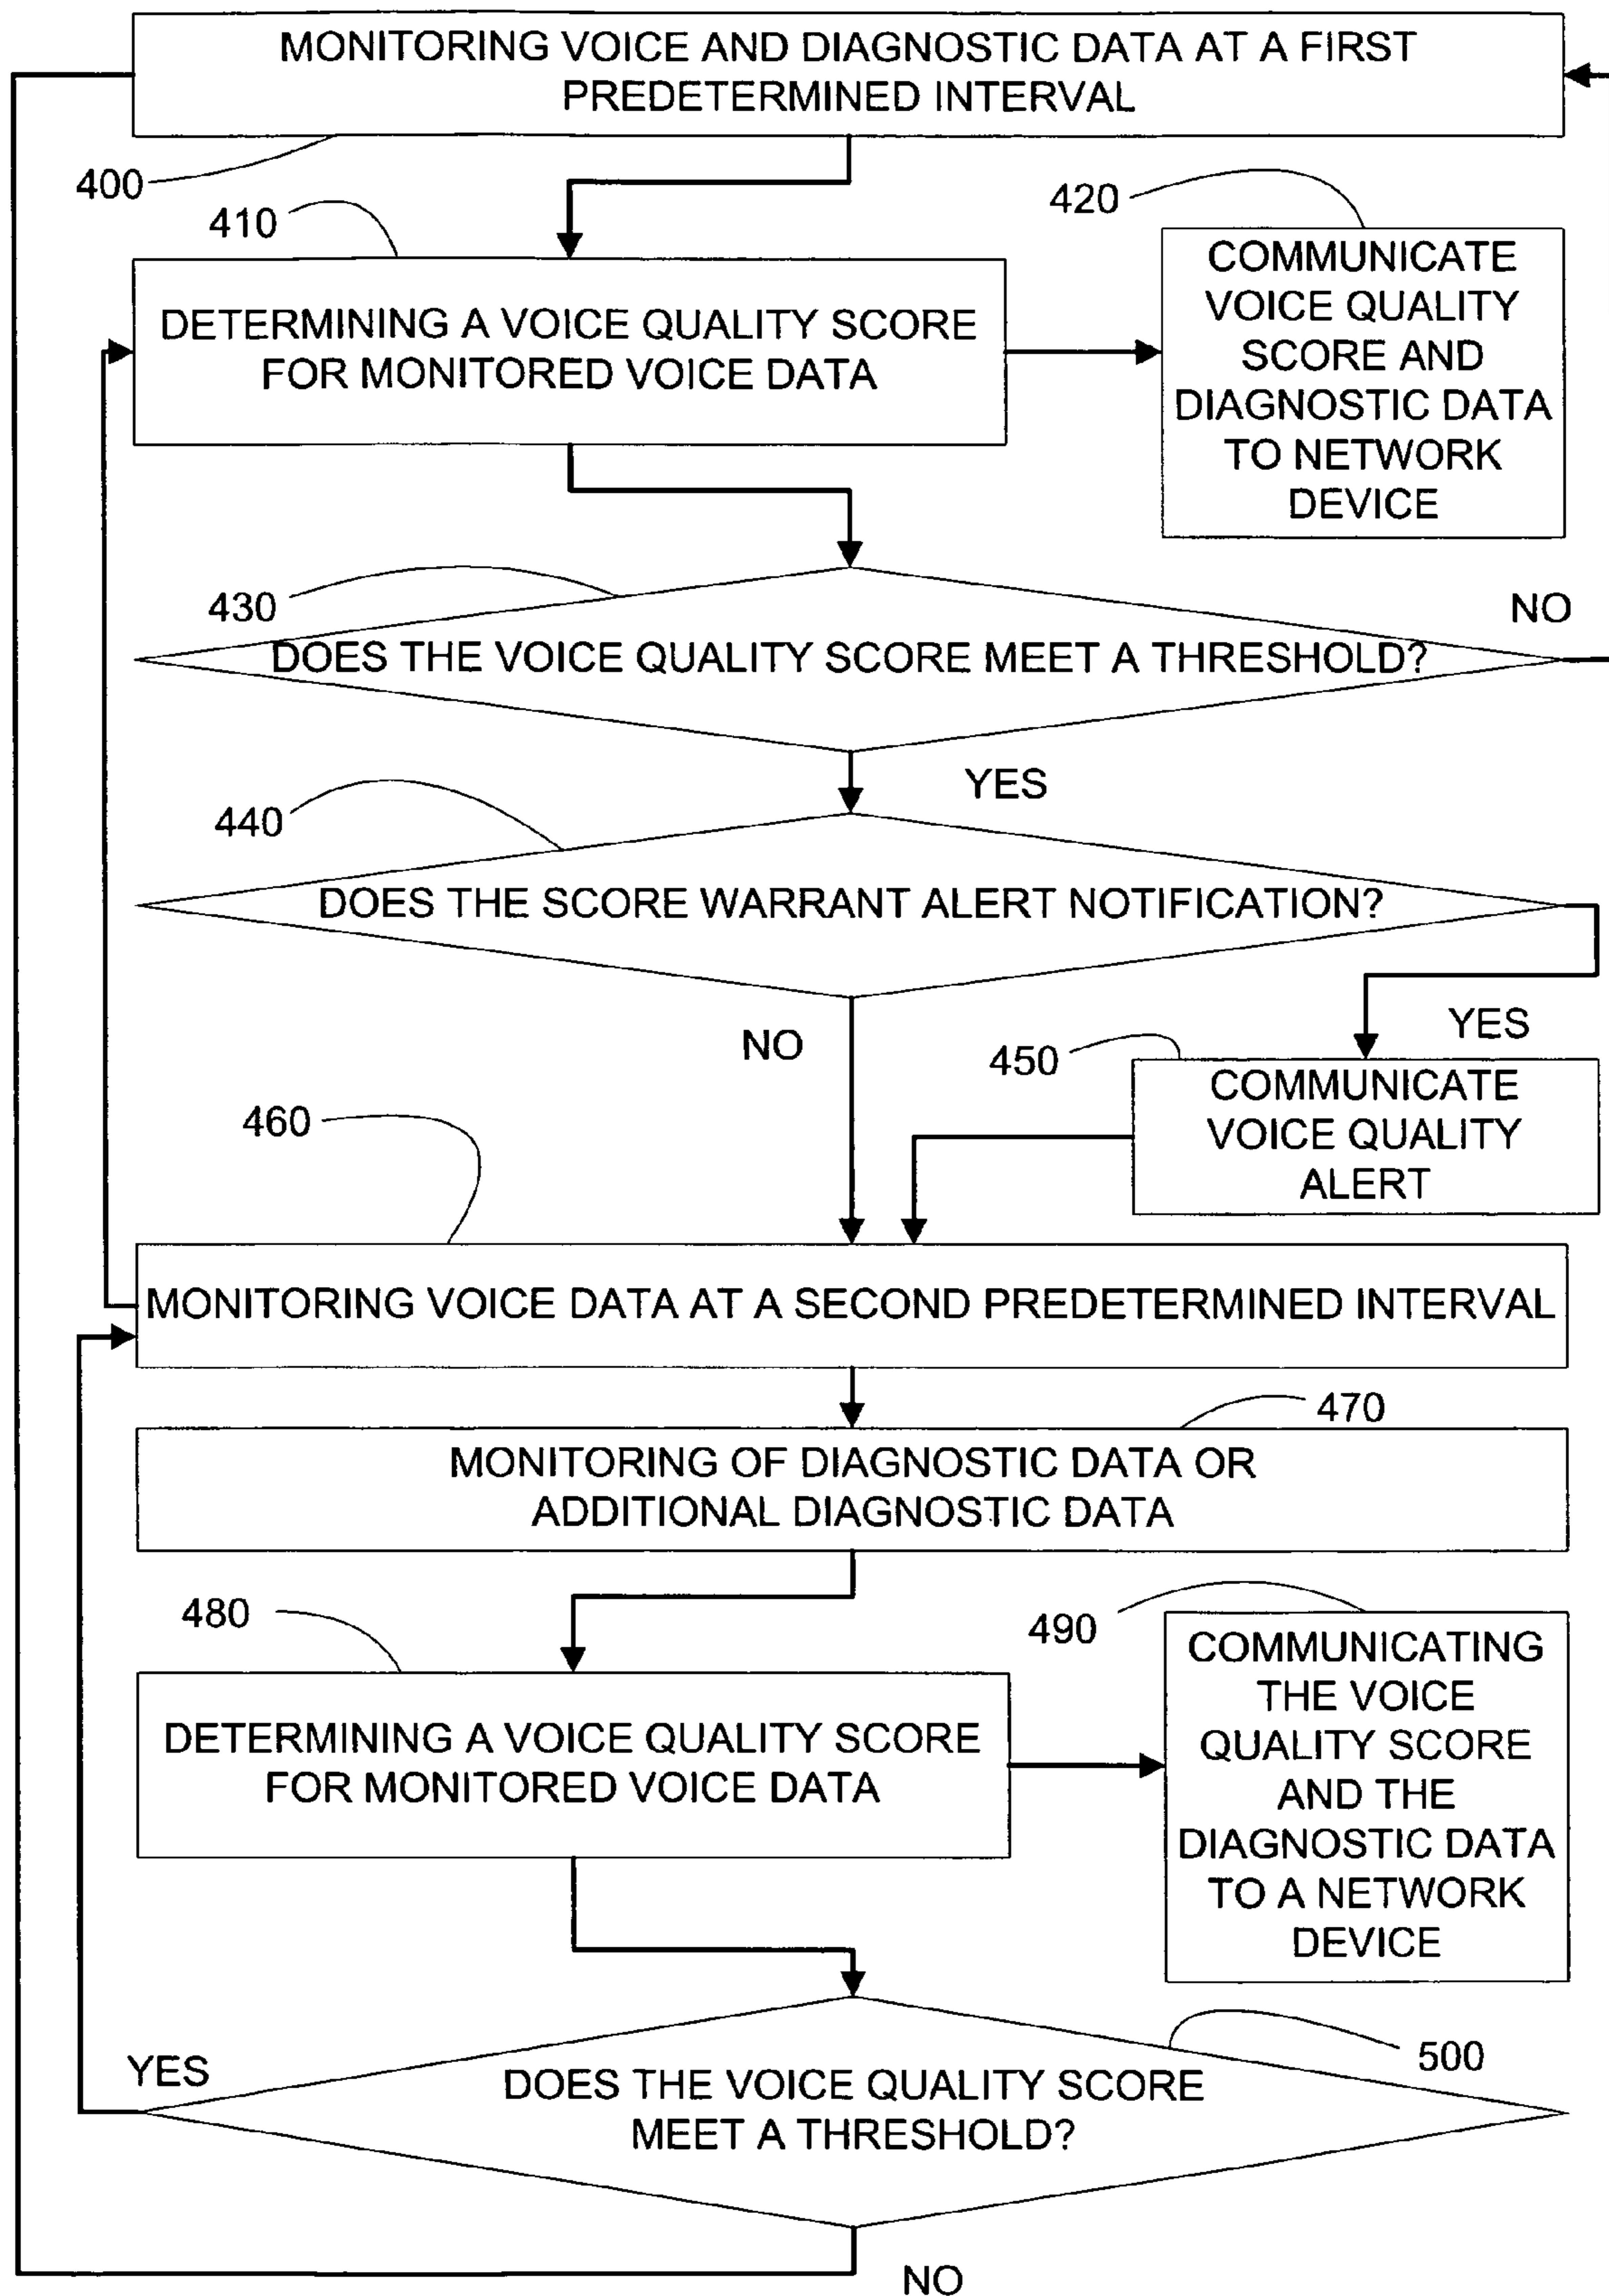 MONITORING VOICE AND DIAGNOSTIC DATA AT A FIRST
PREDETERMINED INTERVAL
400
410
420
COMMUNICATE
VOICE QUALITY
SCORE AND
DIAGNOSTIC DATA
TO NETWORK
DEVICE
DETERMINING A VOICE QUALITY SCORE
FOR MONITORED VOICE DATA
430
NO
DOES THE VOICE QUALITY SCORE MEET A THRESHOLD?
YES
440
DOES THE SCORE WARRANT ALERT NOTIFICATION?
NO
YES
450
COMMUNICATE
VOICE QUALITY
ALERT
460
MONITORING VOICE DATA AT A SECOND PREDETERMINED INTERVAL
470
MONITORING OF DIAGNOSTIC DATA OR
ADDITIONAL DIAGNOSTIC DATA
480
490
DETERMINING A VOICE QUALITY SCORE
FOR MONITORED VOICE DATA
COMMUNICATING
THE VOICE
QUALITY SCORE
AND THE
DIAGNOSTIC DATA
TO A NETWORK
DEVICE
500
YES
DOES THE VOICE QUALITY SCORE
MEET A THRESHOLD?
NO